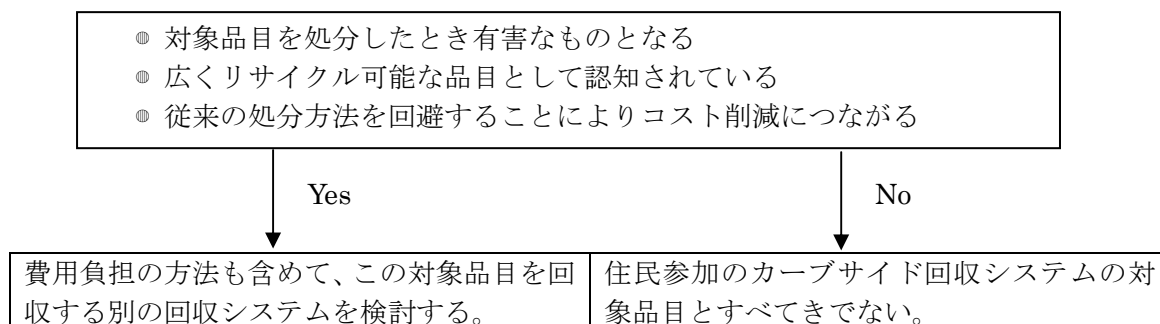 ◍ 対象品目を処分したとき有害なものとなる
◍ 広くリサイクル可能な品目として認知されている
◍ 従来の処分方法を回避することによりコスト削減につながる
Yes
No
費用負担の方法も含めて、この対象品目を回
収する別の回収システムを検討する。
住民参加のカーブサイド回収システムの対
象品目とすべてきでない。